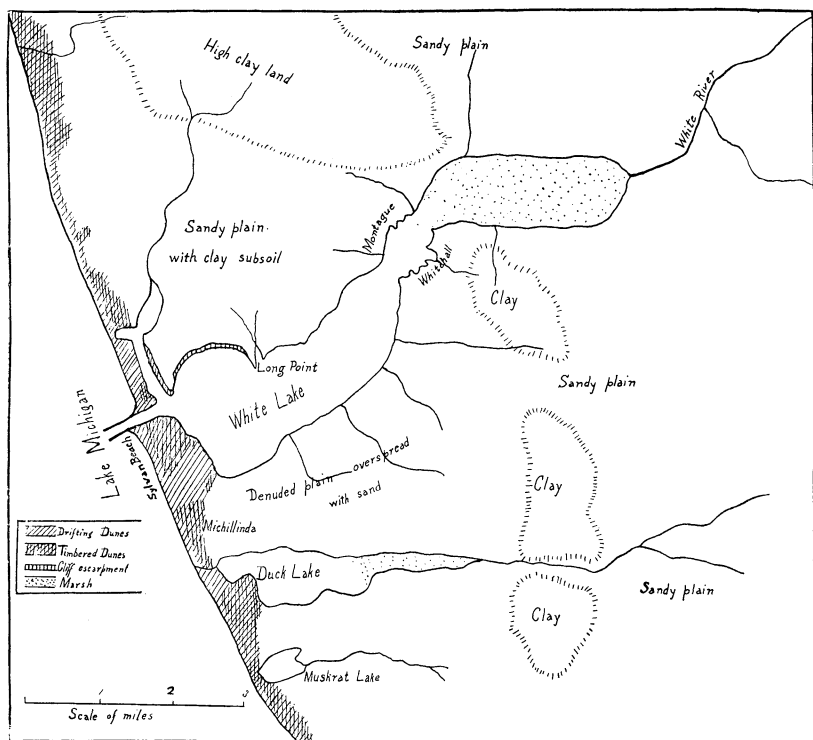 Sandy plain
High clay land
White River
Sandy plain
with clay subsoil
Montague
Whitehall
Clay
Long Point
Sandy plain
White Lake
Lake Michigan
Sylvan Beach
Denuded plain overspread
with sand
Clay
Michillinda
Drifting Dunes
Timbered Dunes
Cliff escarpment
Marsh
Duck Lake
Sandy plain
Clay
Muskrat Lake
1 2 3
Scale of miles